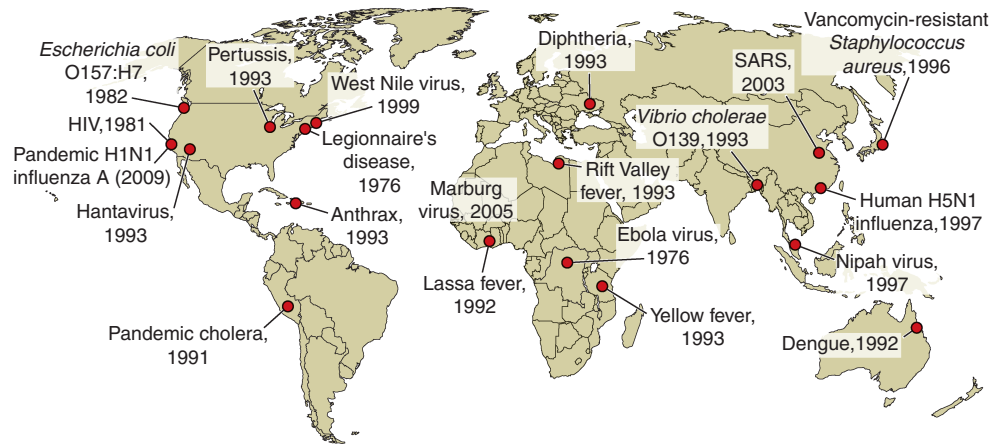 Escherichia coli
O157:H7,
1982
Pertussis,
1993
West Nile virus,
1999
HIV,1981
Pandemic H1N1
influenza A (2009)
Legionnaire's
disease,
1976
Hantavirus,
1993
Anthrax,
1993
Pandemic cholera,
1991
Diphtheria,
1993
Marburg
virus, 2005
Rift Valley
fever, 1993
Lassa fever,
1992
Ebola virus,
1976
Yellow fever,
1993
Vibrio cholerae
O139,1993
SARS,
2003
Vancomycin-resistant
Staphylococcus
aureus,1996
Human H5N1
influenza,1997
Nipah virus,
1997
Dengue,1992